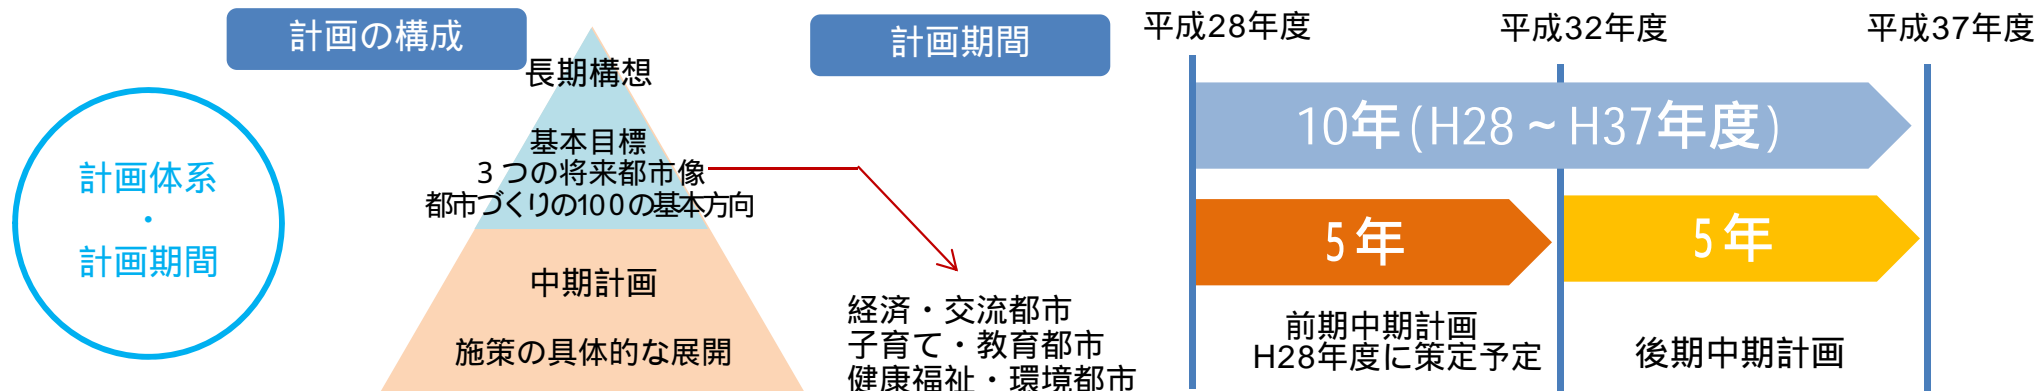 計画体系
・
計画期間
計画の構成
長期構想
基本目標
３つの将来都市像
都市づくりの100の基本方向
中期計画
施策の具体的な展開
計画期間
経済・交流都市
子育て・教育都市
健康福祉・環境都市
平成28年度
平成32年度
平成37年度
10年(H28～H37年度)
5年
5年
前期中期計画
H28年度に策定予定
後期中期計画